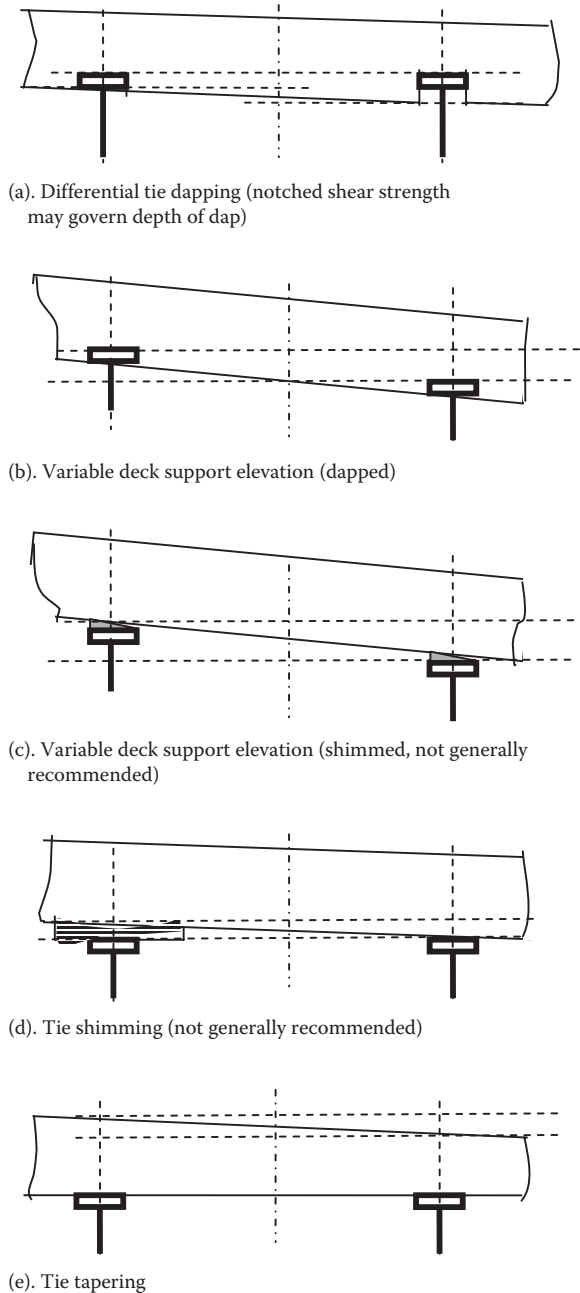 (a). Differential tie dapping (notched shear strength
may govern depth of dap)
(b). Variable deck support elevation (dapped)
(c). Variable deck support elevation (shimmed, not generally
recommended)
(d). Tie shimming (not generally recommended)
(e). Tie tapering